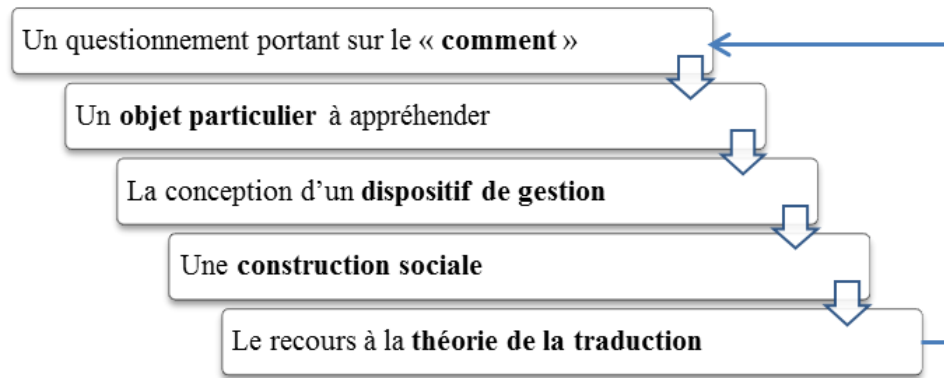 Un questionnement portant sur le « comment »
Un objet particulier à appréhender
La conception d’un dispositif de gestion
Une construction sociale
Le recours à la théorie de la traduction